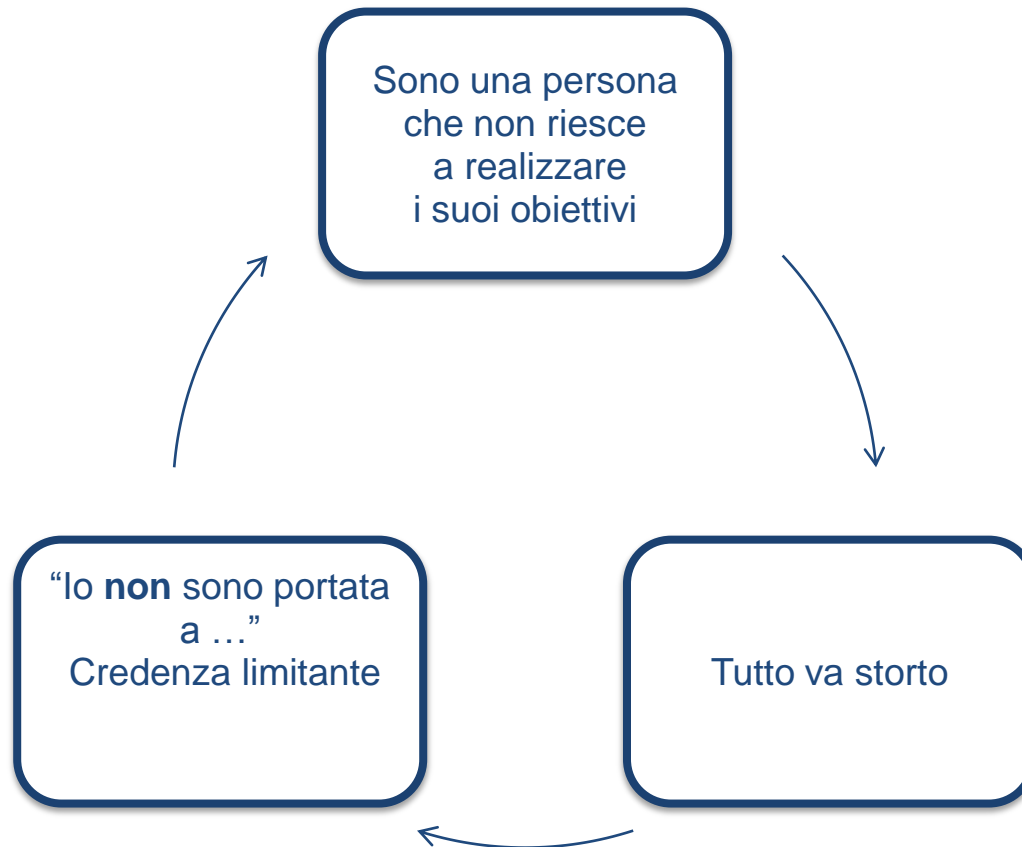 Sono una persona
che non riesce
a realizzare
i suoi obiettivi
“Io non sono portata
a …”
Credenza limitante
Tutto va storto